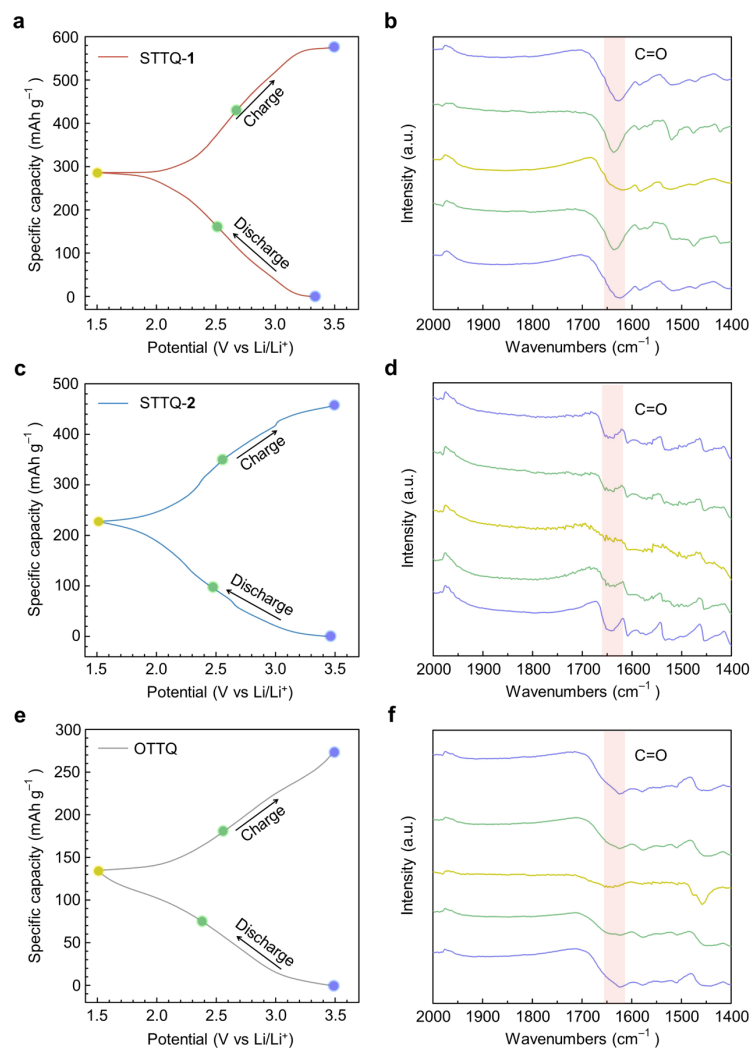 a
STTQ-1
Charge
Discharge
600
500
400
300
200
100
0
Specific capacity (mAh g⁻¹ )
1.5 2.0 2.5 3.0 3.5
Potential (V vs Li/Li⁺)
b
C=O
Intensity (a.u.)
2000 1900 1800 1700 1600 1500 1400
Wavenumbers (cm⁻¹ )
c
STTQ-2
Charge
Discharge
500
400
300
200
100
0
Specific capacity (mAh g⁻¹ )
1.5 2.0 2.5 3.0 3.5
Potential (V vs Li/Li⁺)
d
C=O
Intensity (a.u.)
2000 1900 1800 1700 1600 1500 1400
Wavenumbers (cm⁻¹ )
e
OTTQ
Charge
Discharge
300
250
200
150
100
50
0
Specific capacity (mAh g⁻¹ )
1.5 2.0 2.5 3.0 3.5
Potential (V vs Li/Li⁺)
f
C=O
Intensity (a.u.)
2000 1900 1800 1700 1600 1500 1400
Wavenumbers (cm⁻¹ )